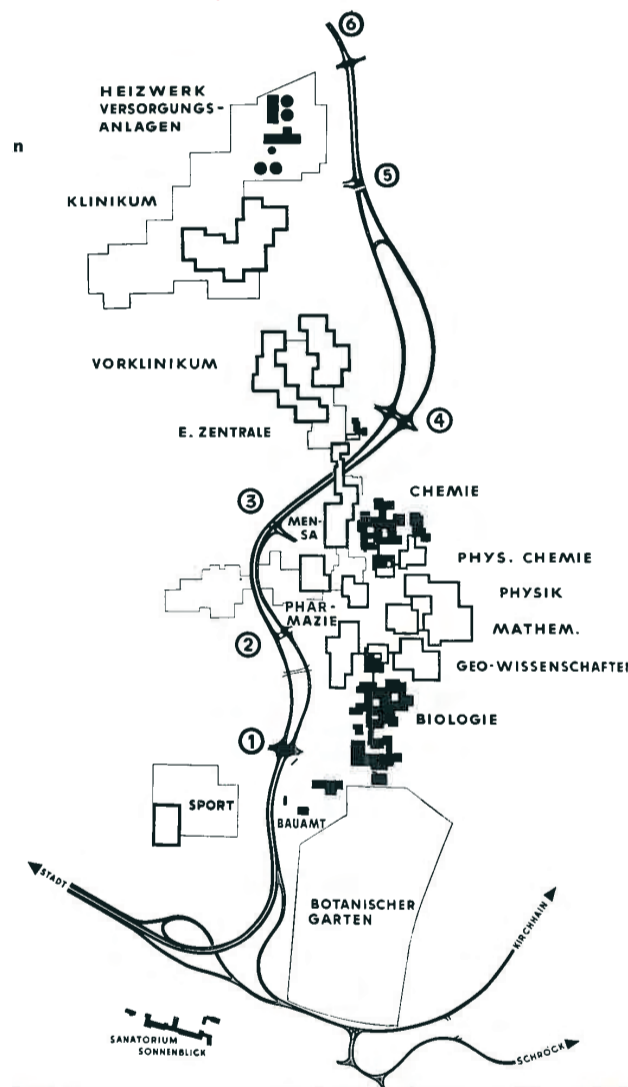 6
HEIZWERK
VERSORGUNGS-
ANLAGEN
n
5
KLINIKUM
VORKLINIKUM
4
E. ZENTRALE
CHEMIE
3
MEN-
SA
PHYS. CHEMIE
PHYSIK
PHAR-
MAZIE
MATHEM.
2
GEO-WISSENSCHAFTEN
BIOLOGIE
1
SPORT
BAUAMT
STADT
BOTANISCHER
GARTEN
KIRCHHAIN
SANATORIUM
SONNENBLICK
SCHRÖCK